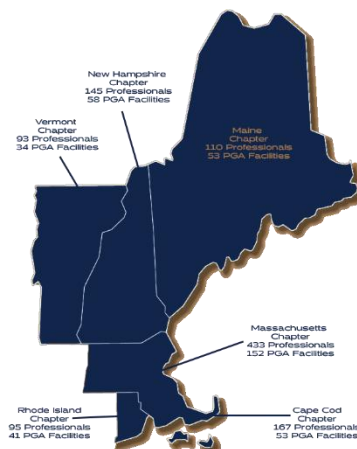 New Hampshire
Chapter
145 Professionals
58 PGA Facilities
Vermont
Chapter
93 Professionals
34 PGA Facilities
Maine
Chapter
110 Professionals
53 PGA Facilities
Massachusetts
Chapter
433 Professionals
152 PGA Facilities
Rhode Island
Chapter
95 Professionals
41 PGA Facilities
Cape Cod
Chapter
167 Professionals
53 PGA Facilities